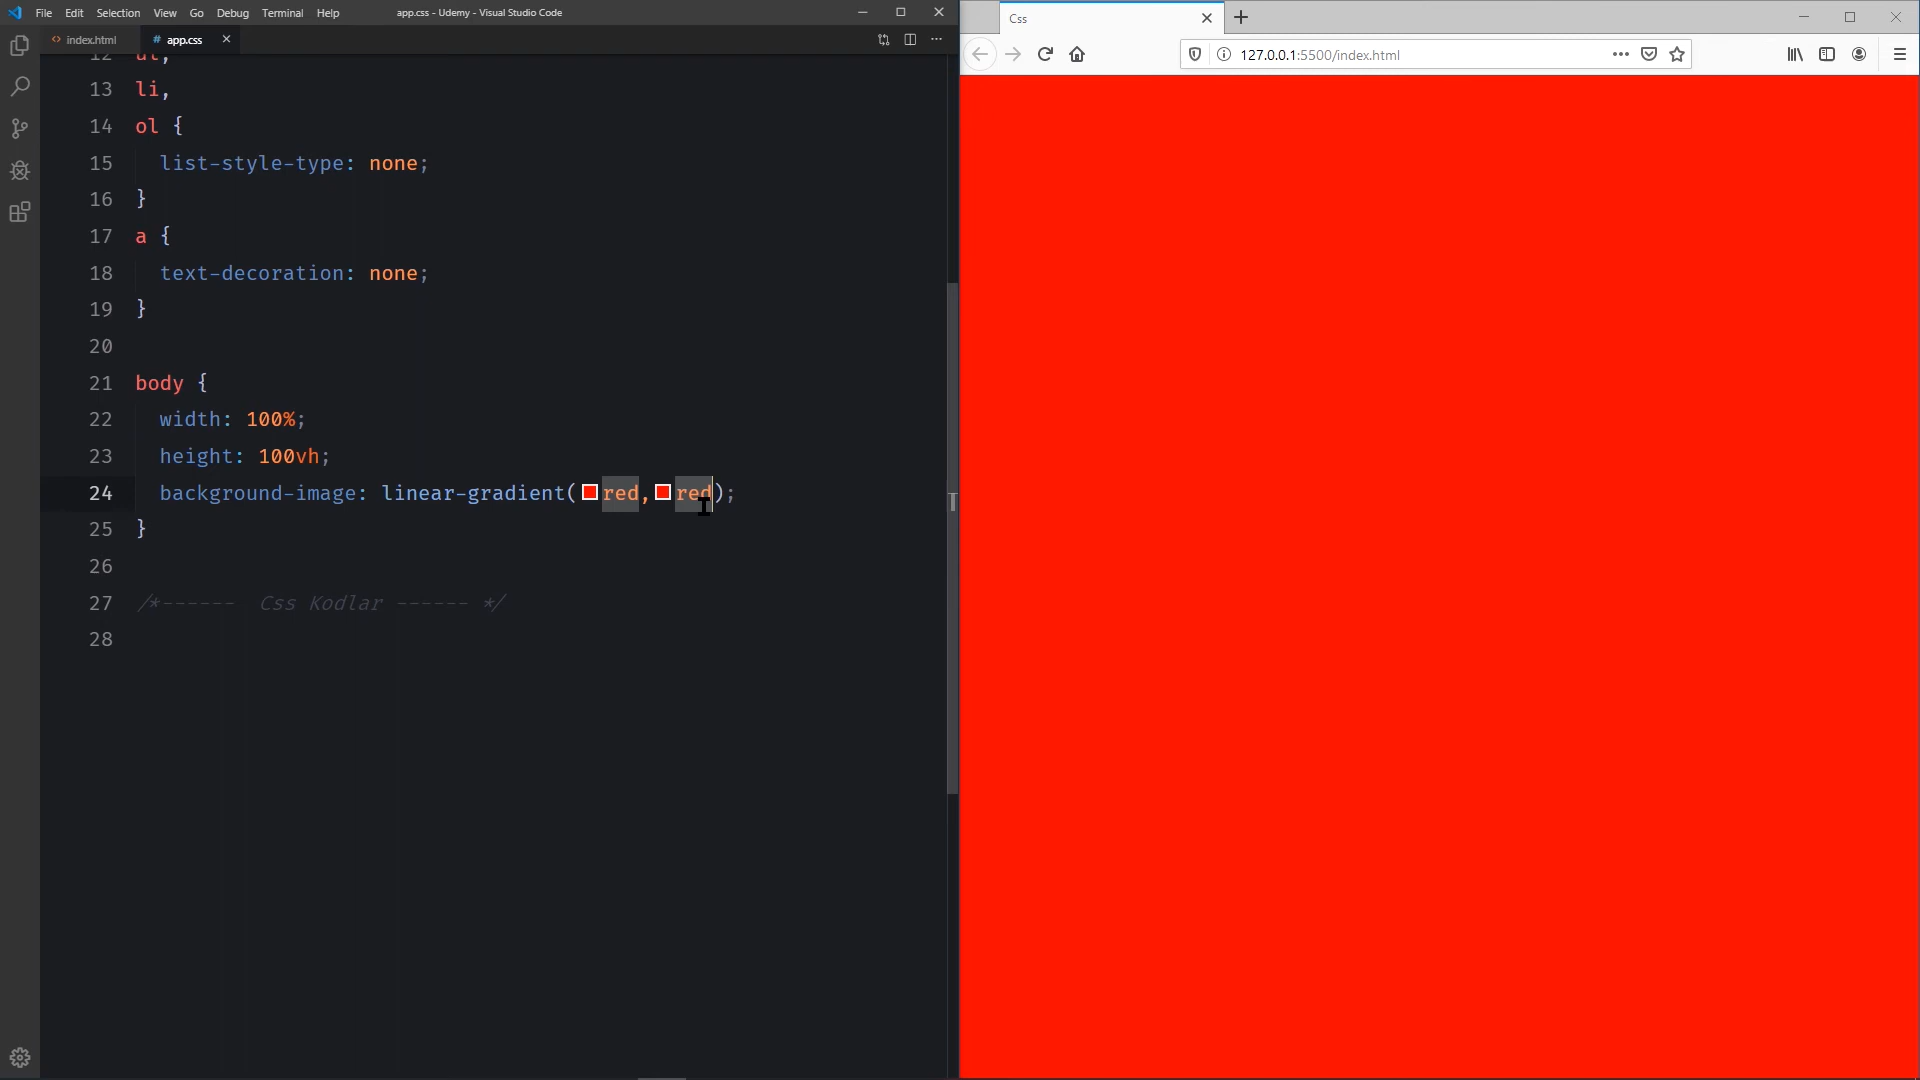 File Edit Selection View Go Debug Terminal Help app.css - Udemy - Visual Studio Code
index.html # app.css
12 ul,
13 li,
14 ol {
15 list-style-type: none;
16 }
17 a {
18 text-decoration: none;
19 }
20
21 body {
22 width: 100%;
23 height: 100vh;
24 background-image: linear-gradient(red,red);
25 }
26
27 /*------ Css Kodlar ------ */
28
Css
127.0.0.1:5500/index.html